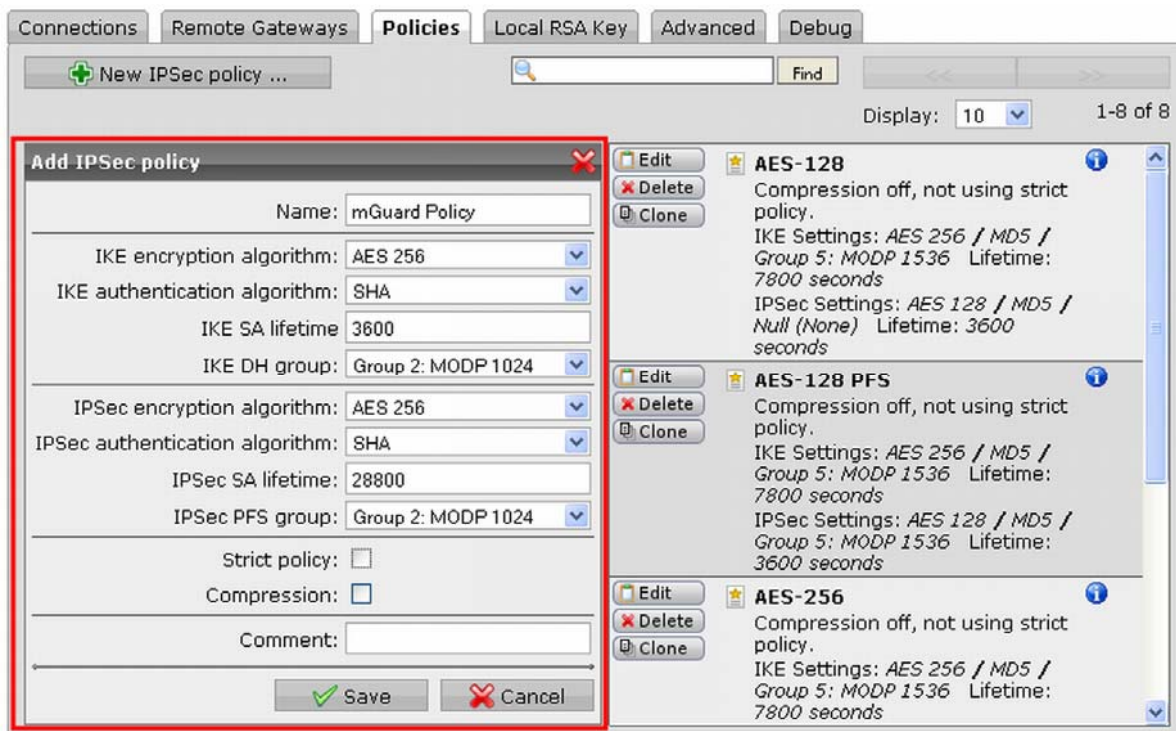 Connections Remote Gateways Policies Local RSA Key Advanced Debug
New IPSec policy ... Find << >>
Display: 10 1-8 of 8
Add IPSec policy
Name: mGuard Policy
IKE encryption algorithm: AES 256
IKE authentication algorithm: SHA
IKE SA lifetime 3600
IKE DH group: Group 2: MODP 1024
IPSec encryption algorithm: AES 256
IPSec authentication algorithm: SHA
IPSec SA lifetime: 28800
IPSec PFS group: Group 2: MODP 1024
Strict policy:
Compression:
Comment:
Save Cancel
Edit
Delete
Clone
AES-128
Compression off, not using strict
policy.
IKE Settings: AES 256 / MD5 /
Group 5: MODP 1536 Lifetime:
7800 seconds
IPSec Settings: AES 128 / MD5 /
Null (None) Lifetime: 3600
seconds
Edit
Delete
Clone
AES-128 PFS
Compression off, not using strict
policy.
IKE Settings: AES 256 / MD5 /
Group 5: MODP 1536 Lifetime:
7800 seconds
IPSec Settings: AES 128 / MD5 /
Group 5: MODP 1536 Lifetime:
3600 seconds
Edit
Delete
Clone
AES-256
Compression off, not using strict
policy.
IKE Settings: AES 256 / MD5 /
Group 5: MODP 1536 Lifetime:
7800 seconds